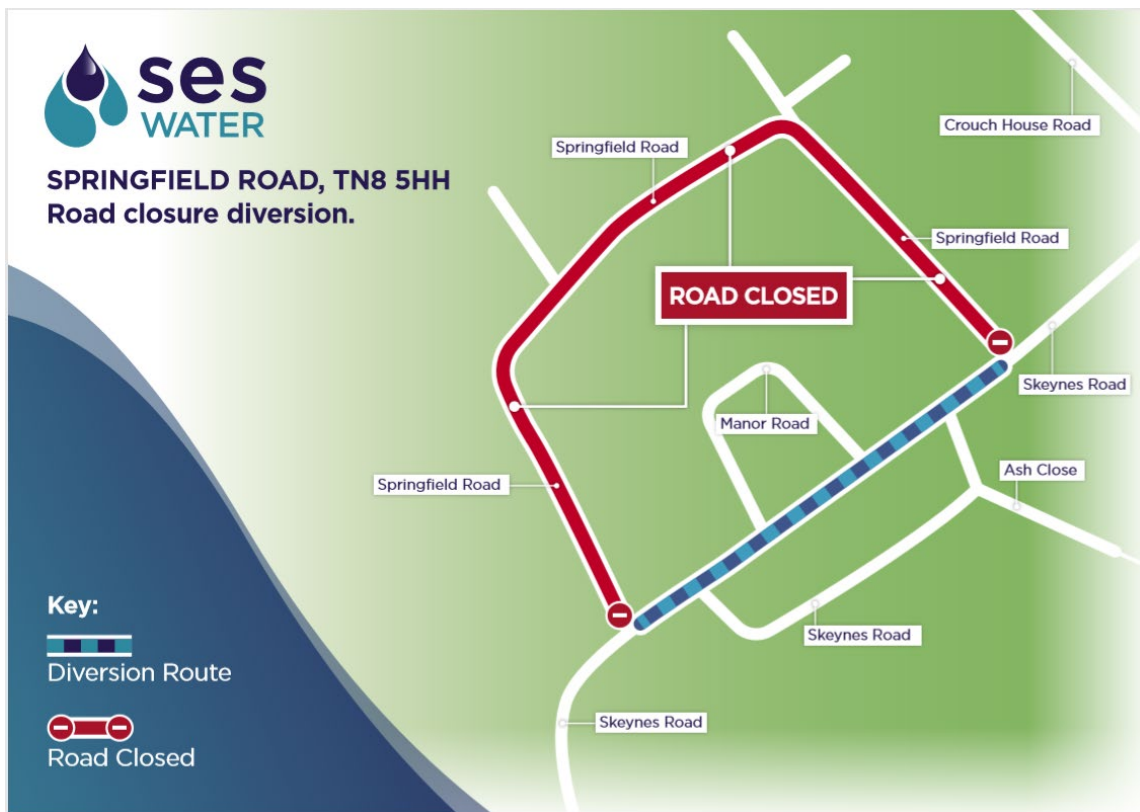 ses
WATER
SPRINGFIELD ROAD, TN8 5HH
Road closure diversion.
Crouch House Road
Springfield Road
Springfield Road
ROAD CLOSED
Skeynes Road
Manor Road
Ash Close
Springfield Road
Skeynes Road
Skeynes Road
Key:
Diversion Route
Road Closed